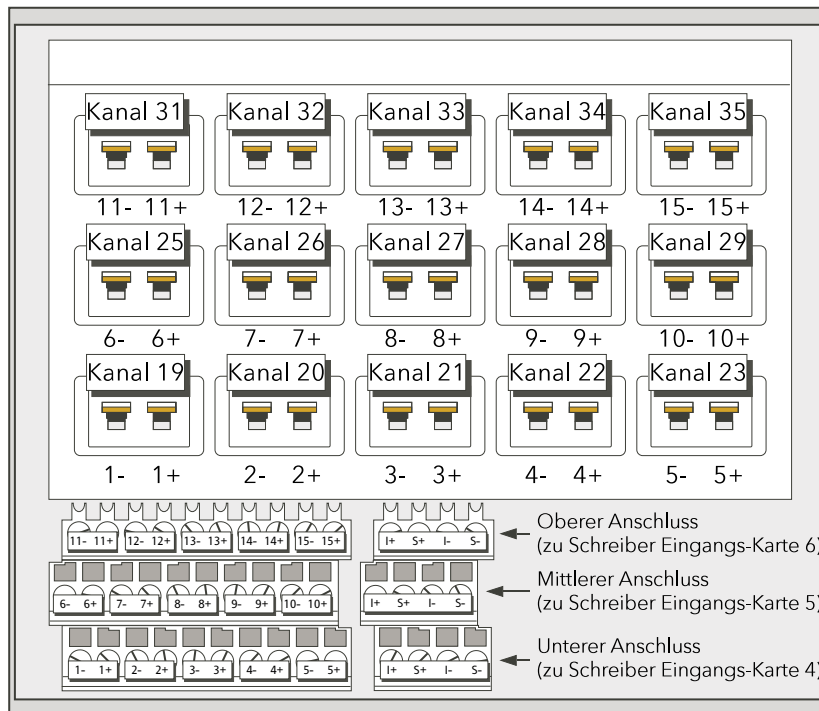 Kanal 31 Kanal 32 Kanal 33 Kanal 34 Kanal 35
11- 11+ 12- 12+ 13- 13+ 14- 14+ 15- 15+
Kanal 25 Kanal 26 Kanal 27 Kanal 28 Kanal 29
6- 6+ 7- 7+ 8- 8+ 9- 9+ 10- 10+
Kanal 19 Kanal 20 Kanal 21 Kanal 22 Kanal 23
1- 1+ 2- 2+ 3- 3+ 4- 4+ 5- 5+
11- 11+ 12- 12+ 13- 13+ 14- 14+ 15- 15+ I+ S+ I- S-
Oberer Anschluss
(zu Schreiber Eingangs-Karte 6)
6- 6+ 7- 7+ 8- 8+ 9- 9+ 10- 10+ I+ S+ I- S-
Mittlerer Anschluss
(zu Schreiber Eingangs-Karte 5)
1- 1+ 2- 2+ 3- 3+ 4- 4+ 5- 5+ I+ S+ I- S-
Unterer Anschluss
(zu Schreiber Eingangs-Karte 4)